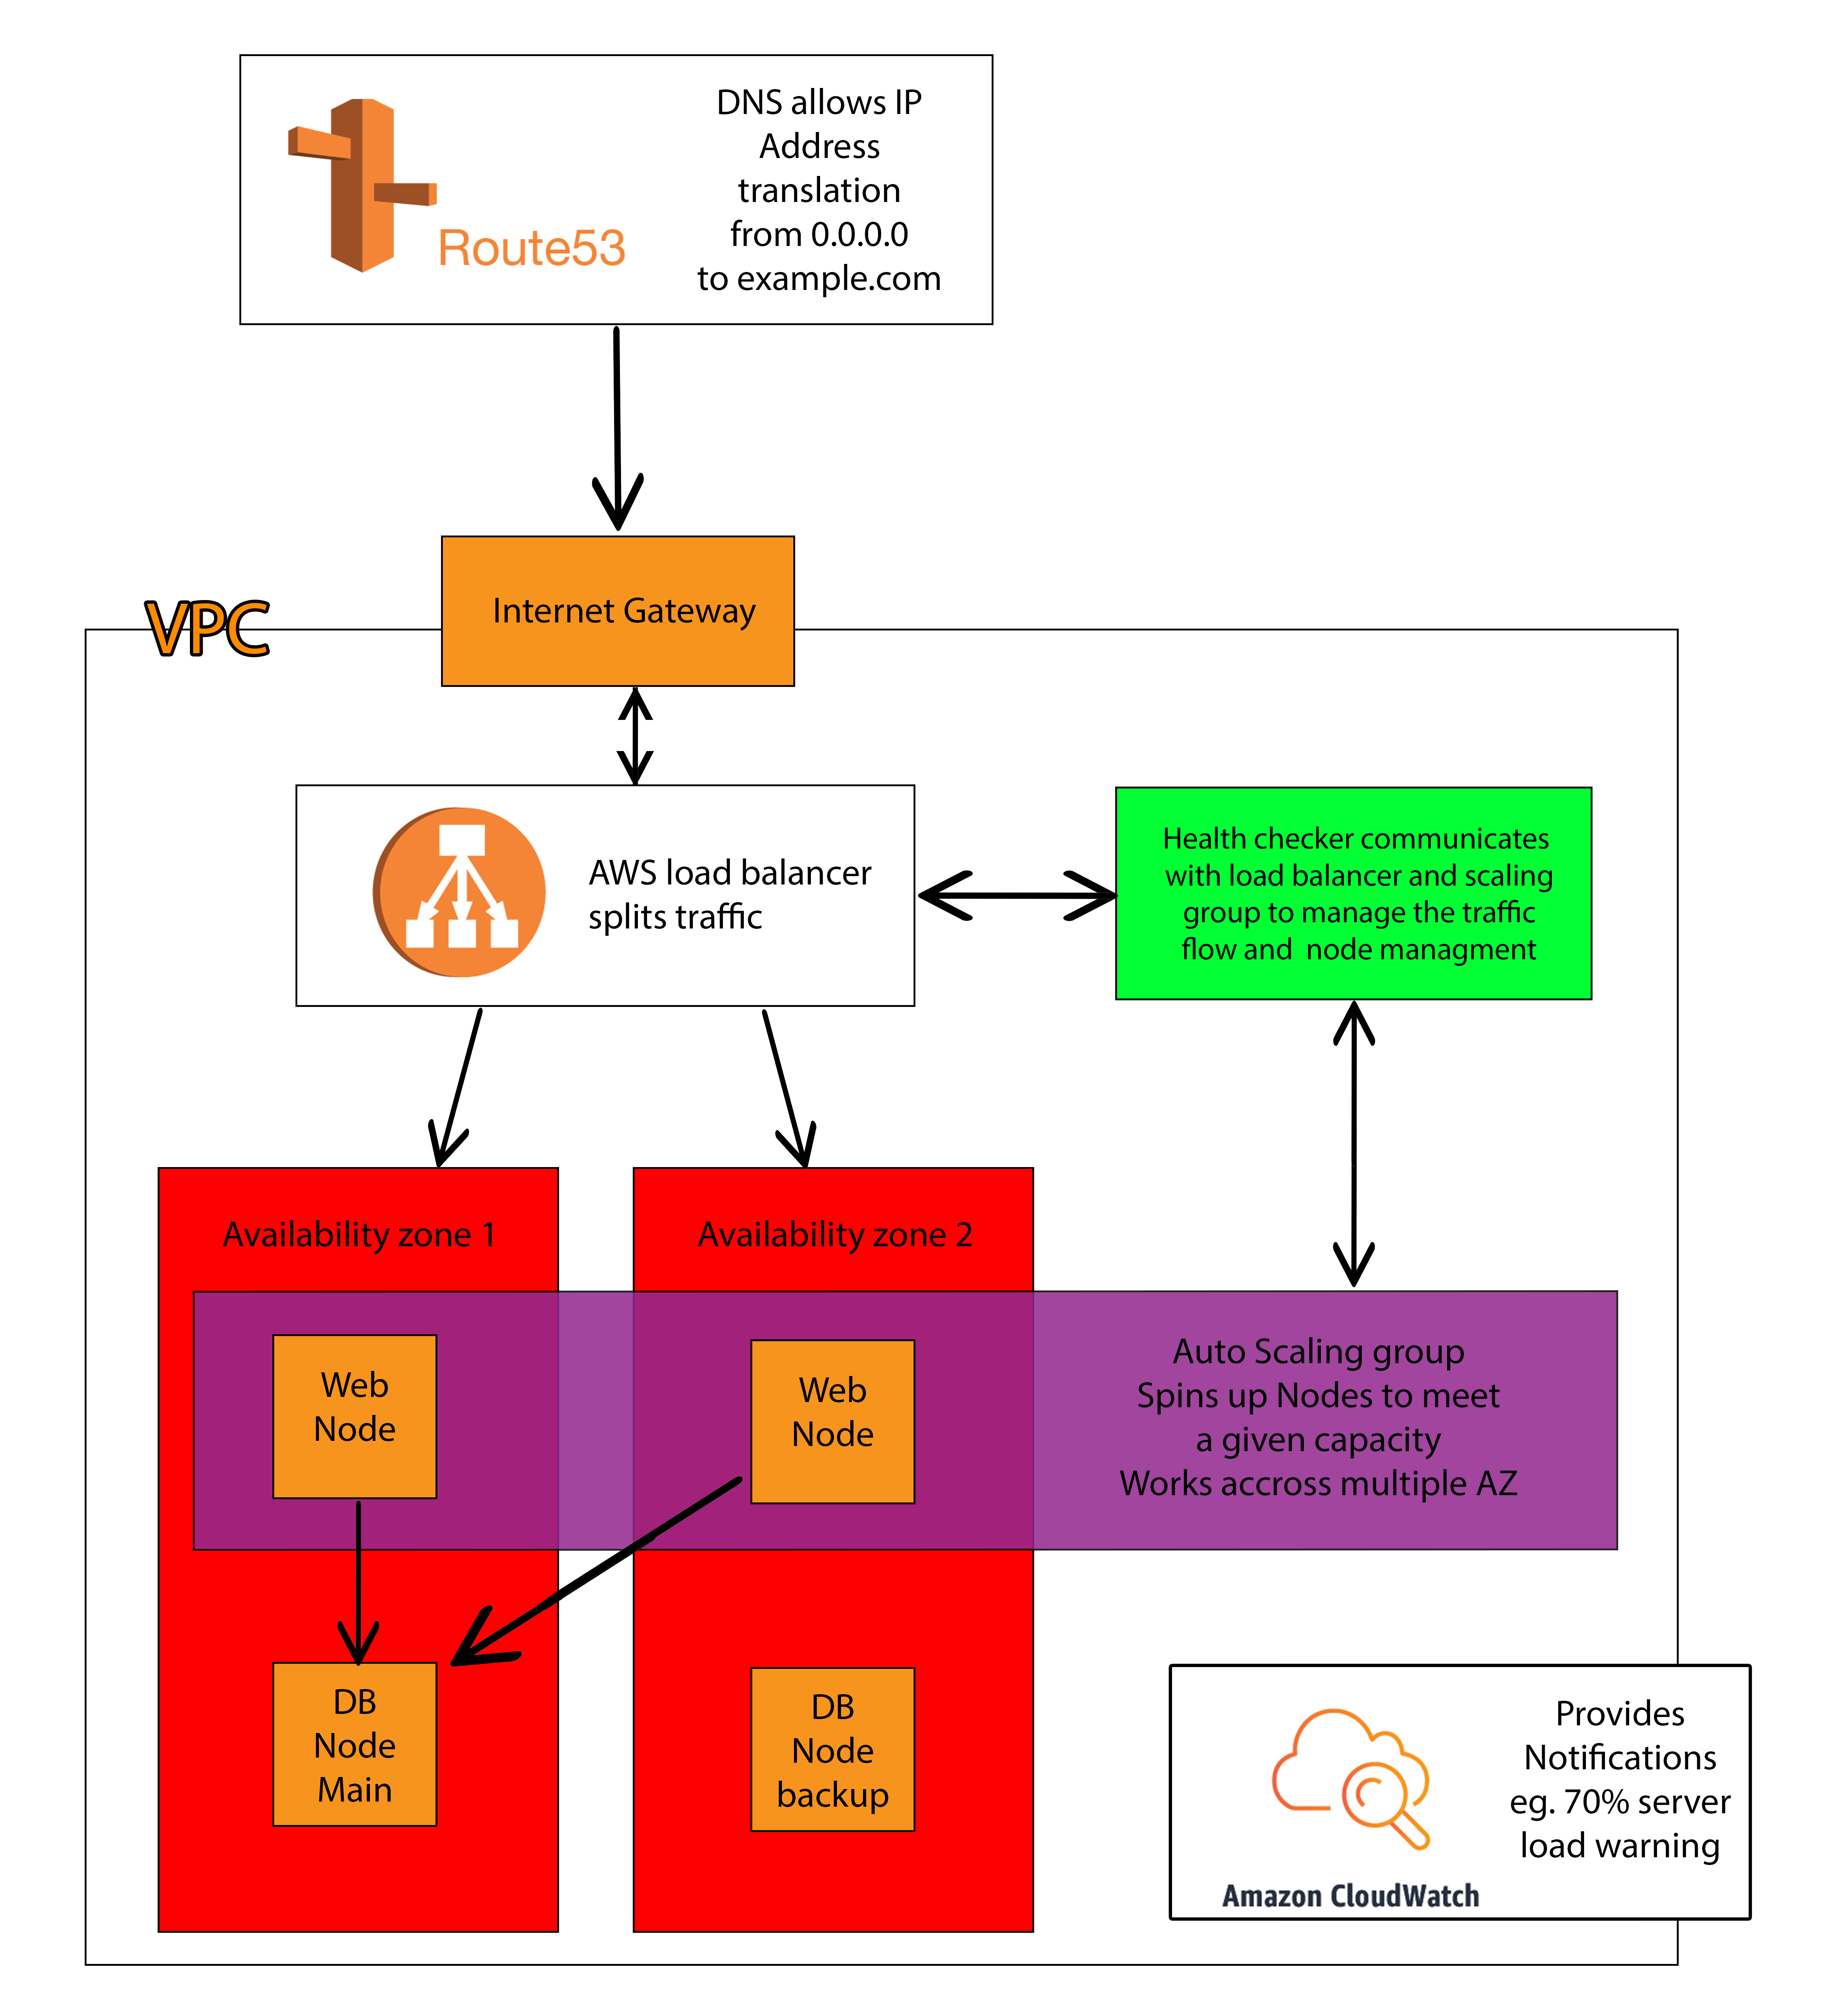 Route53
DNS allows IP
Address
translation
from 0.0.0.0
to example.com
Internet Gateway
VPC
AWS load balancer
splits traffic
Health checker communicates
with load balancer and scaling
group to manage the traffic
flow and node managment
Availability zone 1
Availability zone 2
Web
Node
Web
Node
Auto Scaling group
Spins up Nodes to meet
a given capacity
Works accross multiple AZ
DB
Node
Main
DB
Node
backup
Provides
Notifications
eg. 70% server
load warning
Amazon CloudWatch